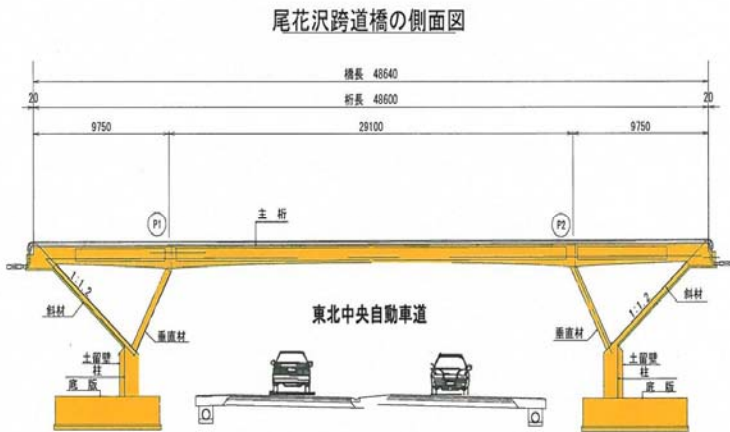 尾花沢跨道橋の側面図
橋長 48640
20 桁長 48600 20
9750 29100 9750
P1 主 桁 P2
1:1.2 1:1.2
斜材 斜材
東北中央自動車道
垂直材 垂直材
土留壁 土留壁
柱 柱
底 版 底 版